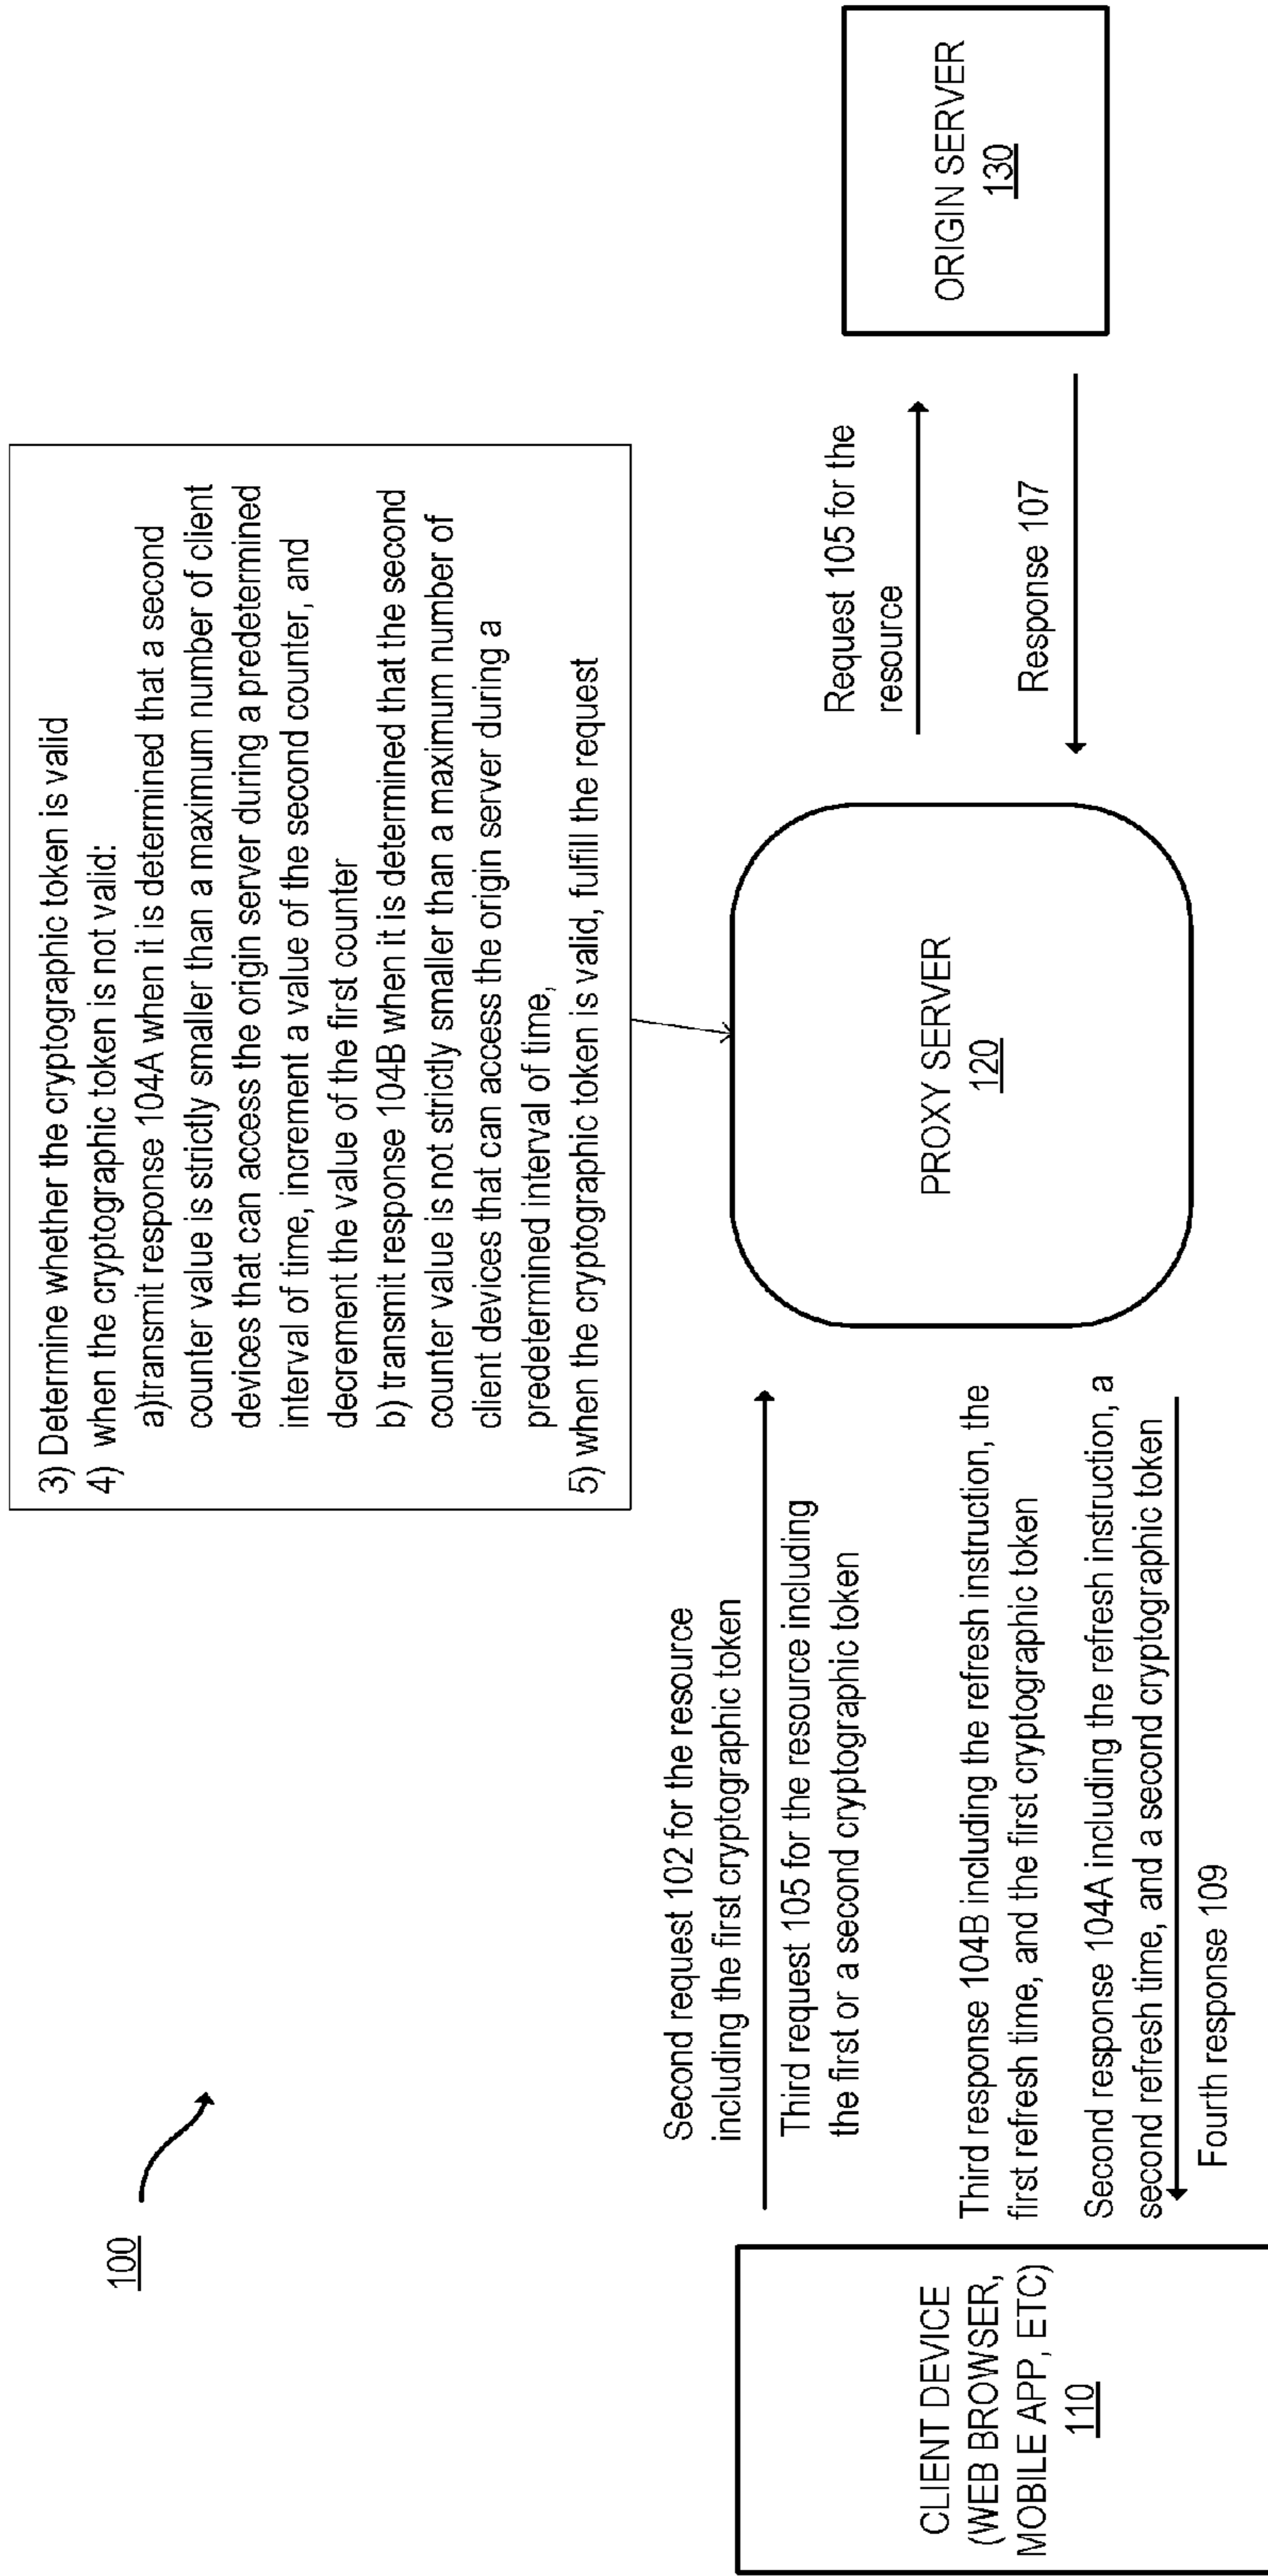 100
3) Determine whether the cryptographic token is valid
4) when the cryptographic token is not valid:
a)transmit response 104A when it is determined that a second
counter value is strictly smaller than a maximum number of client
devices that can access the origin server during a predetermined
interval of time, increment a value of the second counter, and
decrement the value of the first counter
b) transmit response 104B when it is determined that the second
counter value is not strictly smaller than a maximum number of
client devices that can access the origin server during a
predetermined interval of time,
5) when the cryptographic token is valid, fulfill the request
Second request 102 for the resource
including the first cryptographic token
Third request 105 for the resource including
the first or a second cryptographic token
Third response 104B including the refresh instruction, the
first refresh time, and the first cryptographic token
Second response 104A including the refresh instruction, a
second refresh time, and a second cryptographic token
Fourth response 109
CLIENT DEVICE
(WEB BROWSER,
MOBILE APP, ETC)
110
PROXY SERVER
120
Request 105 for the
resource
Response 107
ORIGIN SERVER
130